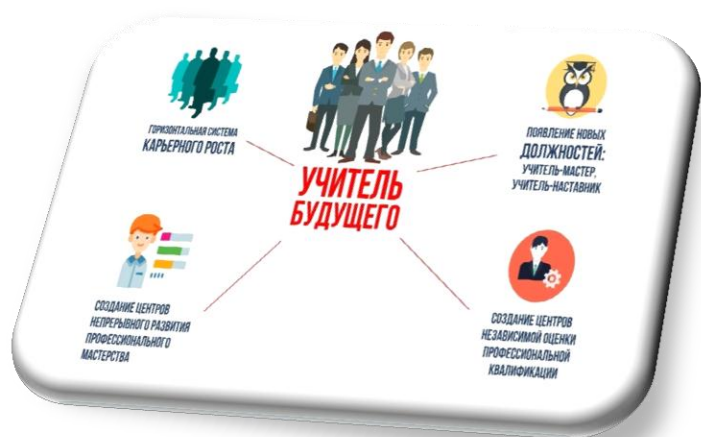 ГОРИЗОНТАЛЬНАЯ СИСТЕМА
КАРЬЕРНОГО РОСТА
УЧИТЕЛЬ
БУДУЩЕГО
ПОЯВЛЕНИЕ НОВЫХ
ДОЛЖНОСТЕЙ:
УЧИТЕЛЬ-МАСТЕР,
УЧИТЕЛЬ-НАСТАВНИК
СОЗДАНИЕ ЦЕНТРОВ
НЕПРЕРЫВНОГО РАЗВИТИЯ
ПРОФЕССИОНАЛЬНОГО
МАСТЕРСТВА
СОЗДАНИЕ ЦЕНТРОВ
НЕЗАВИСИМОЙ ОЦЕНКИ
ПРОФЕССИОНАЛЬНОЙ
КВАЛИФИКАЦИИ